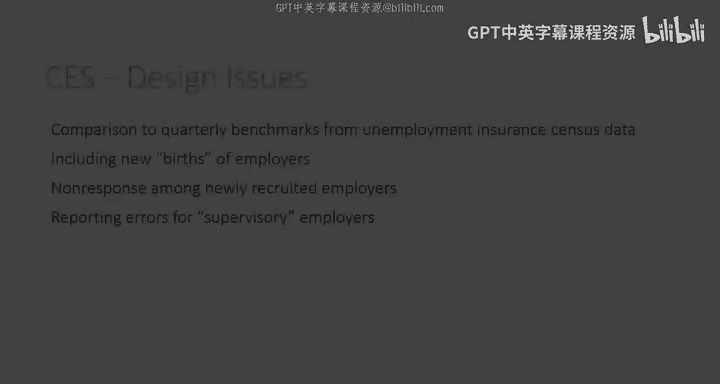 GPT中英字幕课程资源@bilibili.com
GPT中英字幕课程资源 bilibili
CES – Design Issues
Comparison to quarterly benchmarks from unemployment insurance census data
Including new “births” of employers
Nonresponse among newly recruited employers
Reporting errors for “supervisory” employers